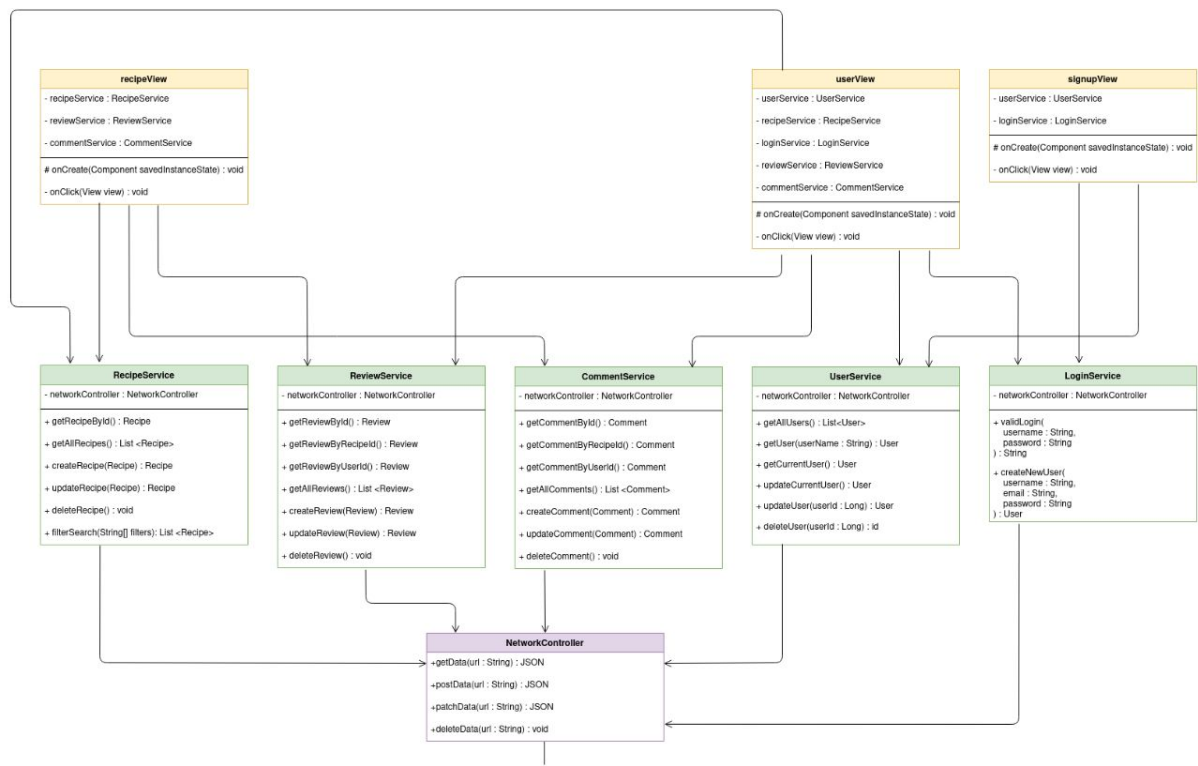 recipeView
- recipeService : RecipeService
- reviewService : ReviewService
- commentService : CommentService
# onCreate(Component savedInstanceState) : void
- onClick(View view) : void
userView
- userService : UserService
- recipeService : RecipeService
- loginService : LoginService
- reviewService : ReviewService
- commentService : CommentService
# onCreate(Component savedInstanceState) : void
- onClick(View view) : void
signupView
- userService : UserService
- loginService : LoginService
# onCreate(Component savedInstanceState) : void
- onClick(View view) : void
RecipeService
- networkController : NetworkController
+ getRecipeById() : Recipe
+ getAllRecipes() : List <Recipe>
+ createRecipe(Recipe) : Recipe
+ updateRecipe(Recipe) : Recipe
+ deleteRecipe() : void
+ filterSearch(String[] filters): List <Recipe>
ReviewService
- networkController : NetworkController
+ getReviewById() : Review
+ getReviewByRecipeId() : Review
+ getReviewByUserId() : Review
+ getAllReviews() : List <Review>
+ createReview(Review) : Review
+ updateReview(Review) : Review
+ deleteReview() : void
CommentService
- networkController : NetworkController
+ getCommentById() : Comment
+ getCommentByRecipeId() : Comment
+ getCommentByUserId() : Comment
+ getAllComments() : List <Comment>
+ createComment(Comment) : Comment
+ updateComment(Comment) : Comment
+ deleteComment() : void
UserService
- networkController : NetworkController
+ getAllUsers() : List<User>
+ getUser(userName : String) : User
+ getCurrentUser() : User
+ updateCurrentUser() : User
+ updateUser(userId : Long) : User
+ deleteUser(userId : Long) : id
LoginService
- networkController : NetworkController
+ validLogin(
username : String,
password : String
) : String
+ createNewUser(
username : String,
email : String,
password : String
) : User
NetworkController
+getData(url : String) : JSON
+postData(url : String) : JSON
+patchData(url : String) : JSON
+deleteData(url : String) : void